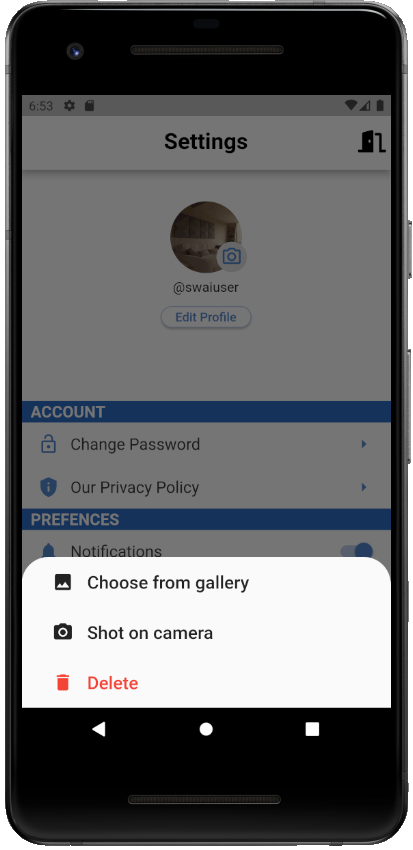 6:53
Settings
@swaiuser
Edit Profile
ACCOUNT
Change Password
Our Privacy Policy
PREFENCES
Notifications
Choose from gallery
Shot on camera
Delete